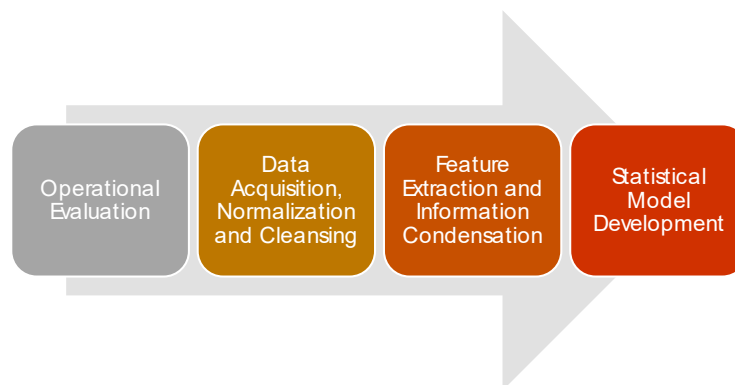 Operational
Evaluation
Data
Acquisition,
Normalization
and Cleansing
Feature
Extraction and
Information
Condensation
Statistical
Model
Development